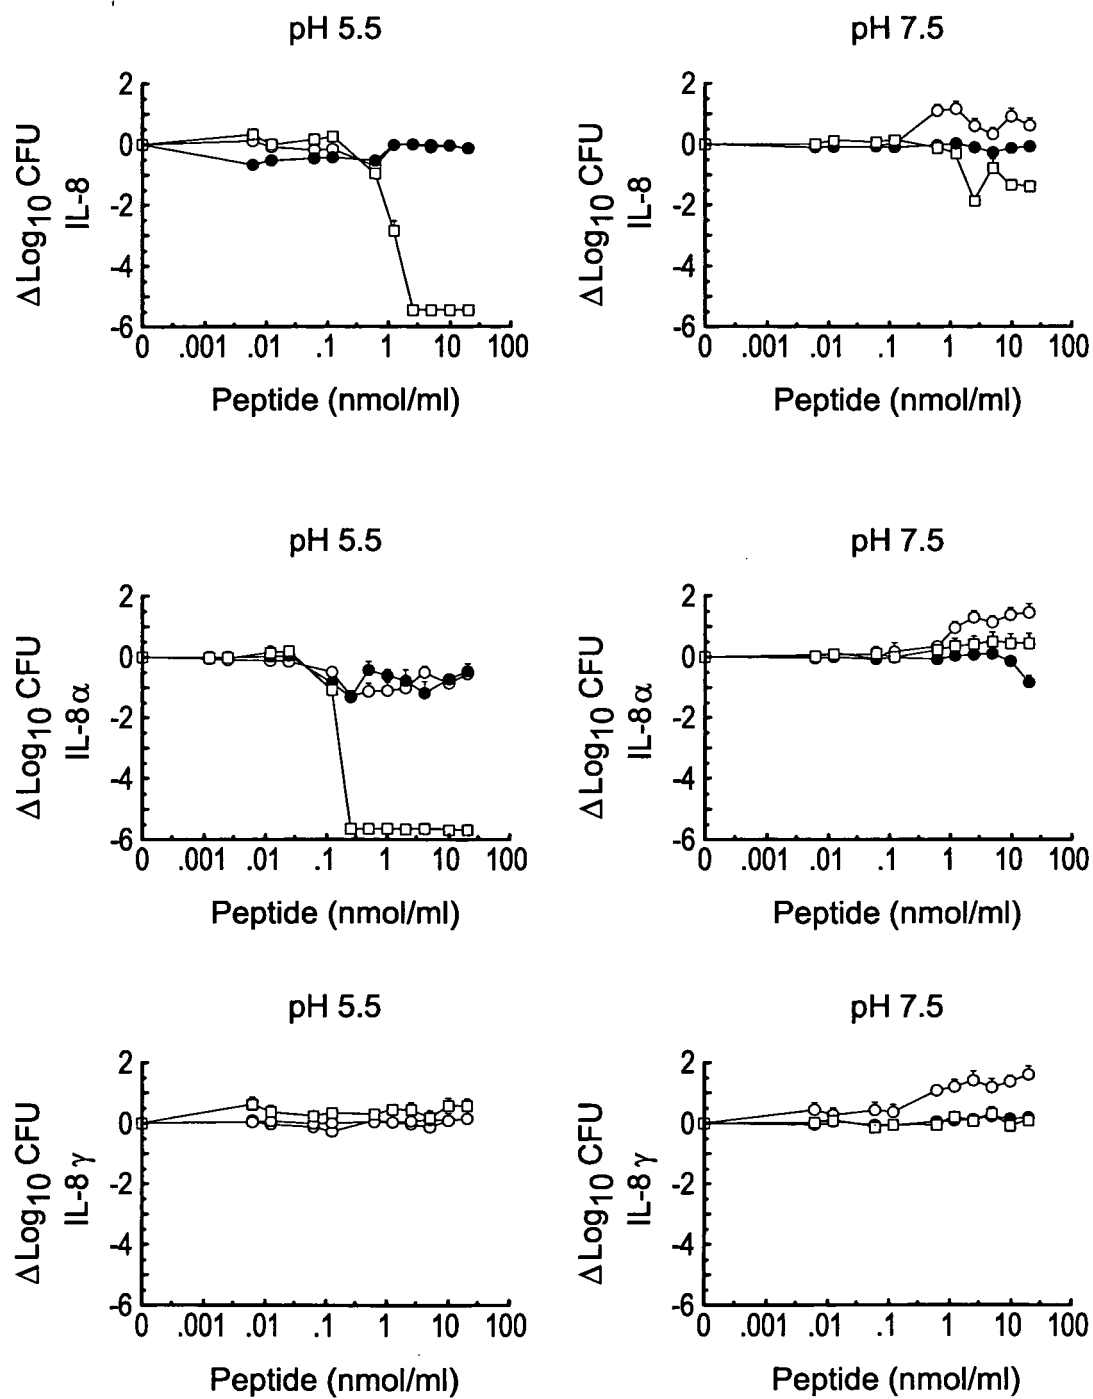 pH 5.5
pH 7.5
2
0
-2
-4
-6
Δ Log10 CFU
IL-8
0 .001 .01 .1 1 10 100
Peptide (nmol/ml)
2
0
-2
-4
-6
Δ Log10 CFU
IL-8
0 .001 .01 .1 1 10 100
Peptide (nmol/ml)
pH 5.5
pH 7.5
2
0
-2
-4
-6
Δ Log10 CFU
IL-8α
0 .001 .01 .1 1 10 100
Peptide (nmol/ml)
2
0
-2
-4
-6
Δ Log10 CFU
IL-8α
0 .001 .01 .1 1 10 100
Peptide (nmol/ml)
pH 5.5
pH 7.5
2
0
-2
-4
-6
Δ Log10 CFU
IL-8γ
0 .001 .01 .1 1 10 100
Peptide (nmol/ml)
2
0
-2
-4
-6
Δ Log10 CFU
IL-8γ
0 .001 .01 .1 1 10 100
Peptide (nmol/ml)